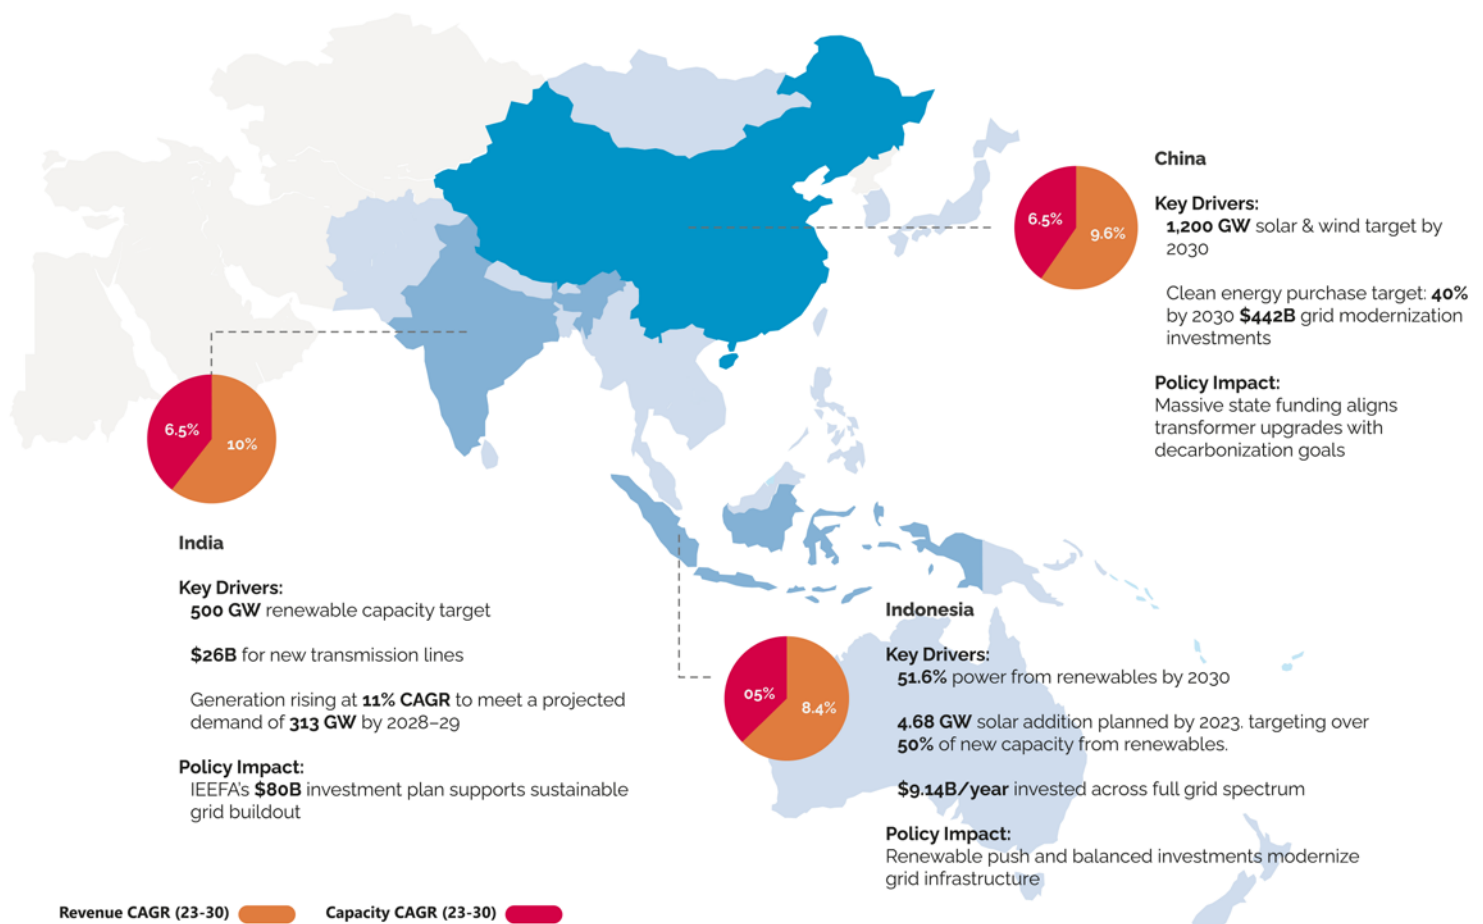 China
Key Drivers:
1,200 GW solar & wind target by
2030
Clean energy purchase target: 40%
by 2030 $442B grid modernization
investments
Policy Impact:
Massive state funding aligns
transformer upgrades with
decarbonization goals
6.5%
9.6%
6.5%
10%
India
Key Drivers:
500 GW renewable capacity target
$26B for new transmission lines
Generation rising at 11% CAGR to meet a projected
demand of 313 GW by 2028–29
Policy Impact:
IEEFA's $80B investment plan supports sustainable
grid buildout
05%
8.4%
Indonesia
Key Drivers:
51.6% power from renewables by 2030
4.68 GW solar addition planned by 2023. targeting over
50% of new capacity from renewables.
$9.14B/year invested across full grid spectrum
Policy Impact:
Renewable push and balanced investments modernize
grid infrastructure
Revenue CAGR (23-30)
Capacity CAGR (23-30)